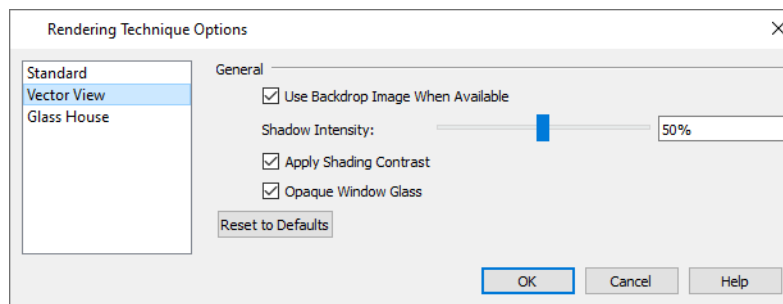 Rendering Technique Options
Standard
Vector View
Glass House
General
Use Backdrop Image When Available
Shadow Intensity:
50%
Apply Shading Contrast
Opaque Window Glass
Reset to Defaults
OK
Cancel
Help